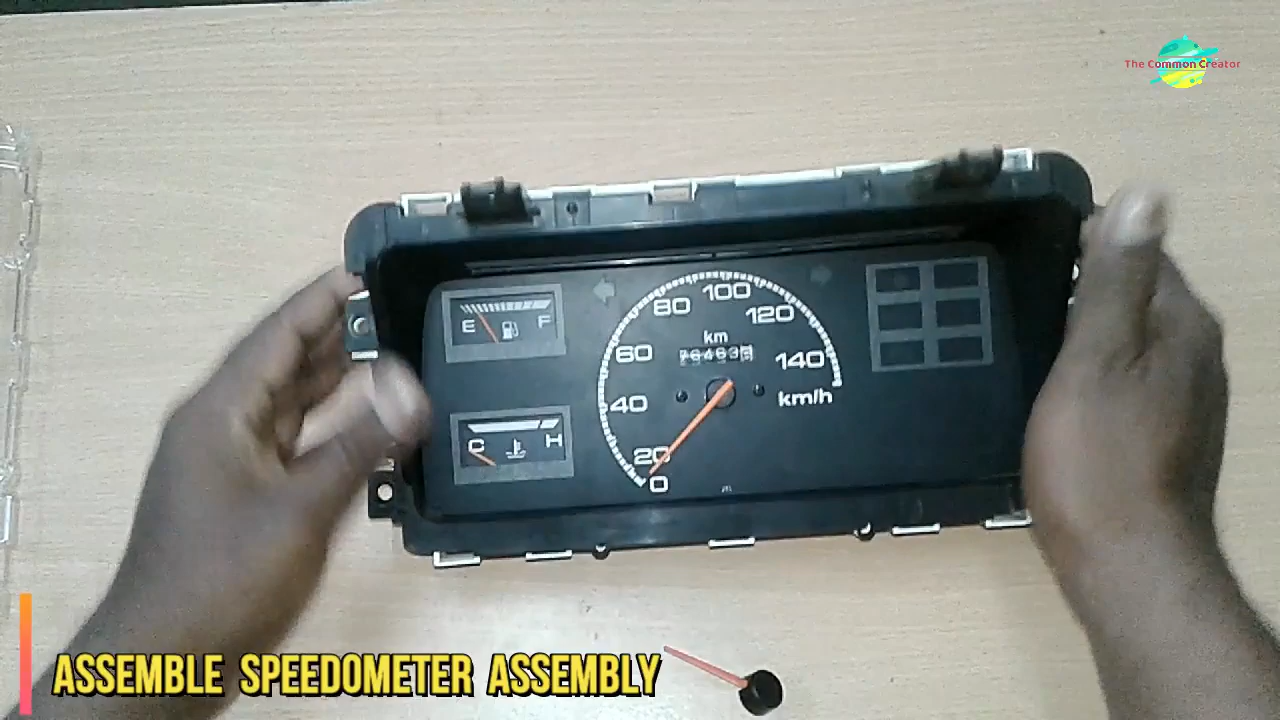 The Common Creator
E F
80 100 120
km
60 140
40 km/h
C H
20
0
ASSEMBLE SPEEDOMETER ASSEMBLY